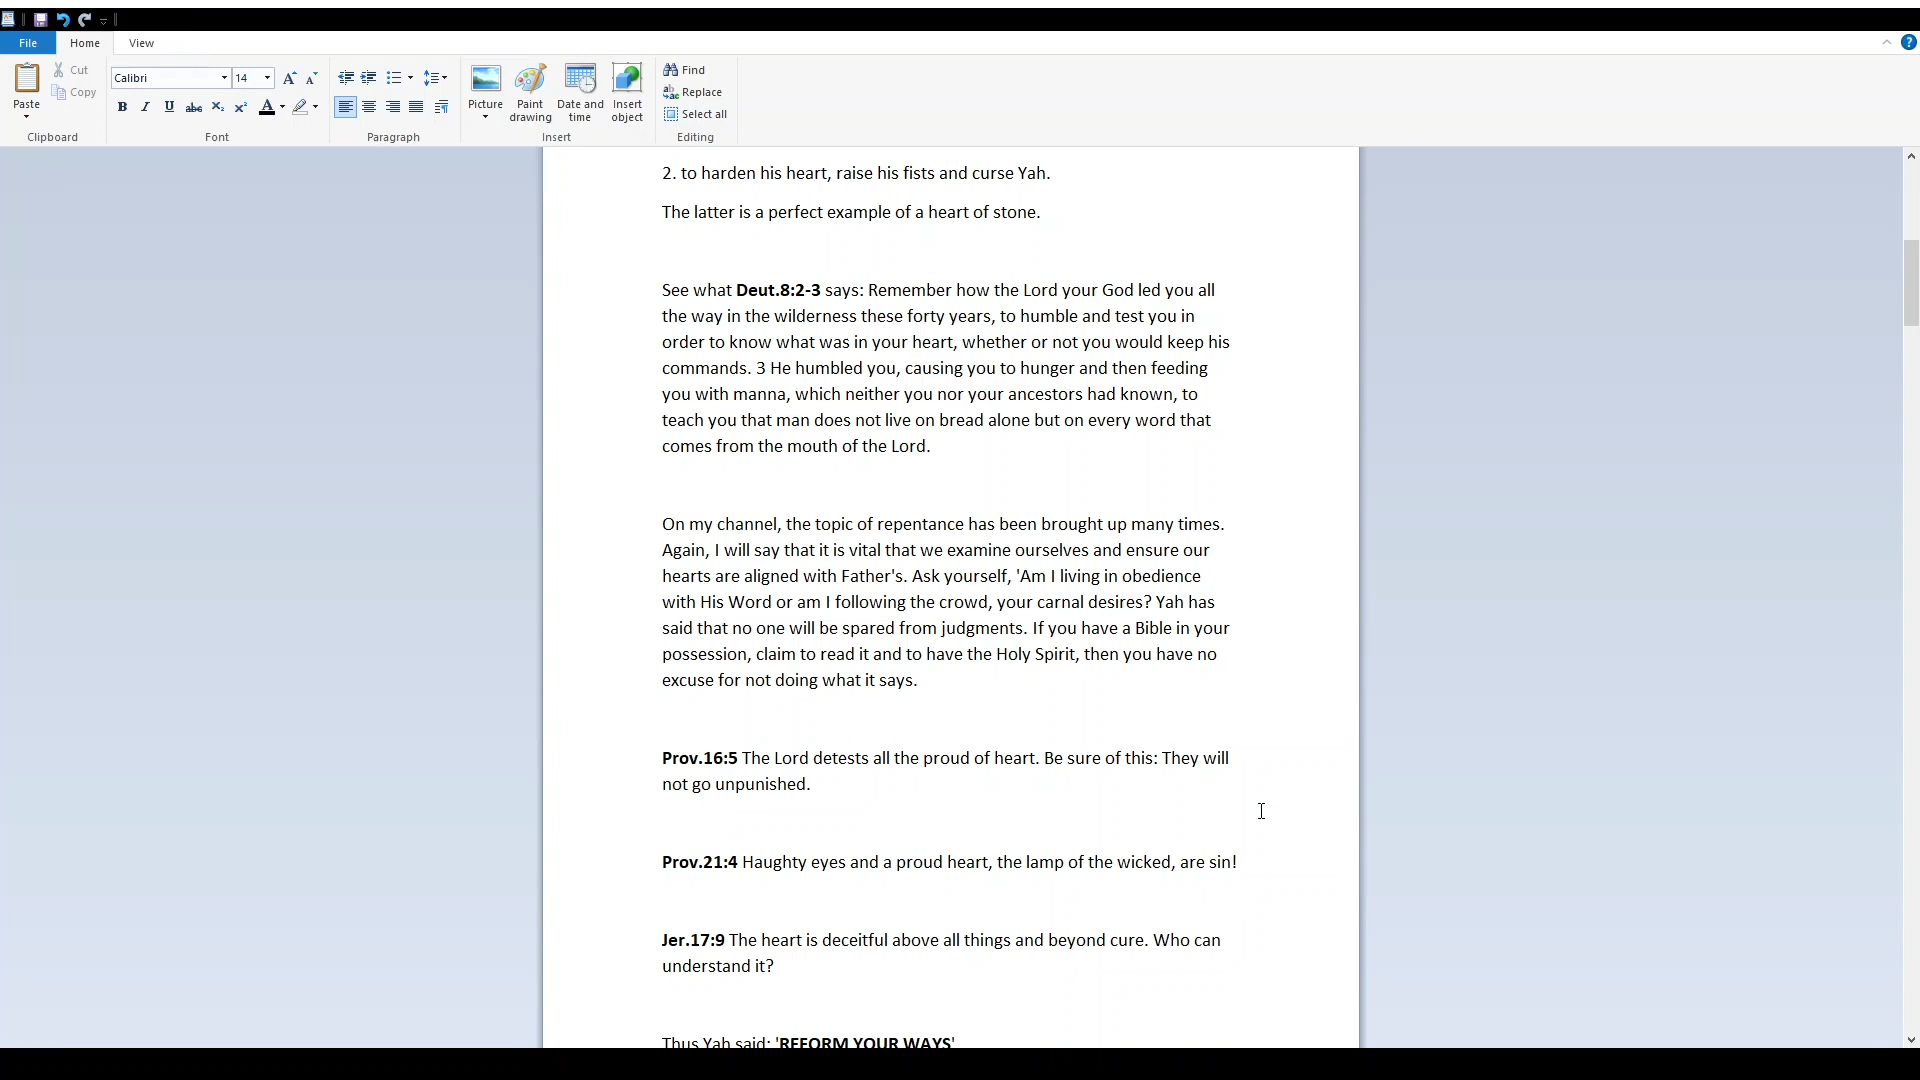 File Home View
Paste Cut Copy Clipboard
Calibri 14
B I U abc X₂ X² A
Font
Paragraph
Picture Paint drawing Date and time Insert object
Insert
Find
Replace
Select all
Editing
2. to harden his heart, raise his fists and curse Yah.
The latter is a perfect example of a heart of stone.
See what Deut.8:2-3 says: Remember how the Lord your God led you all
the way in the wilderness these forty years, to humble and test you in
order to know what was in your heart, whether or not you would keep his
commands. 3 He humbled you, causing you to hunger and then feeding
you with manna, which neither you nor your ancestors had known, to
teach you that man does not live on bread alone but on every word that
comes from the mouth of the Lord.
On my channel, the topic of repentance has been brought up many times.
Again, I will say that it is vital that we examine ourselves and ensure our
hearts are aligned with Father's. Ask yourself, 'Am I living in obedience
with His Word or am I following the crowd, your carnal desires? Yah has
said that no one will be spared from judgments. If you have a Bible in your
possession, claim to read it and to have the Holy Spirit, then you have no
excuse for not doing what it says.
Prov.16:5 The Lord detests all the proud of heart. Be sure of this: They will
not go unpunished.
Prov.21:4 Haughty eyes and a proud heart, the lamp of the wicked, are sin!
Jer.17:9 The heart is deceitful above all things and beyond cure. Who can
understand it?
Thus Yah said: 'REFORM YOUR WAYS'